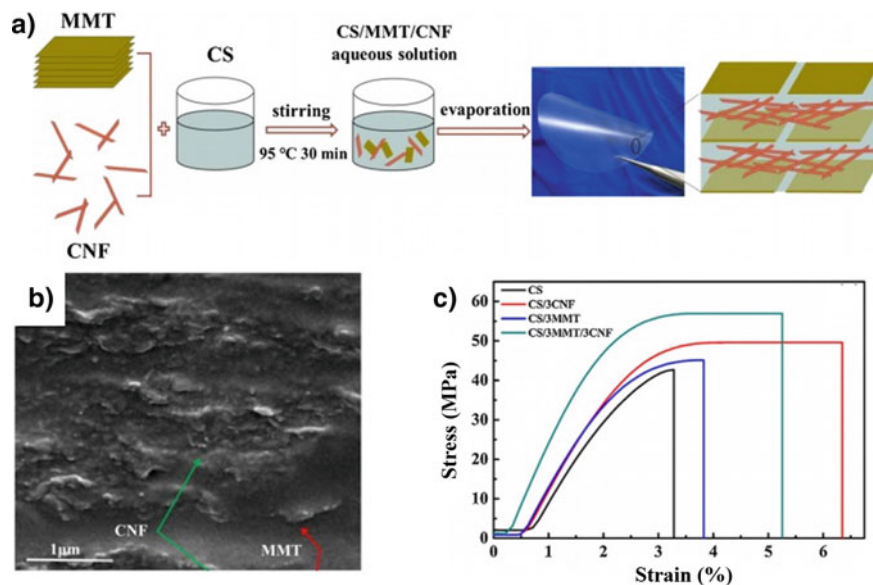 a)
MMT
CNF
CS
stirring
95 °C 30 min
CS/MMT/CNF
aqueous solution
evaporation
b)
CNF
MMT
1μm
c)
CS
CS/3CNF
CS/3MMT
CS/3MMT/3CNF
Stress (MPa)
60
50
40
30
20
10
0
0 1 2 3 4 5 6
Strain (%)